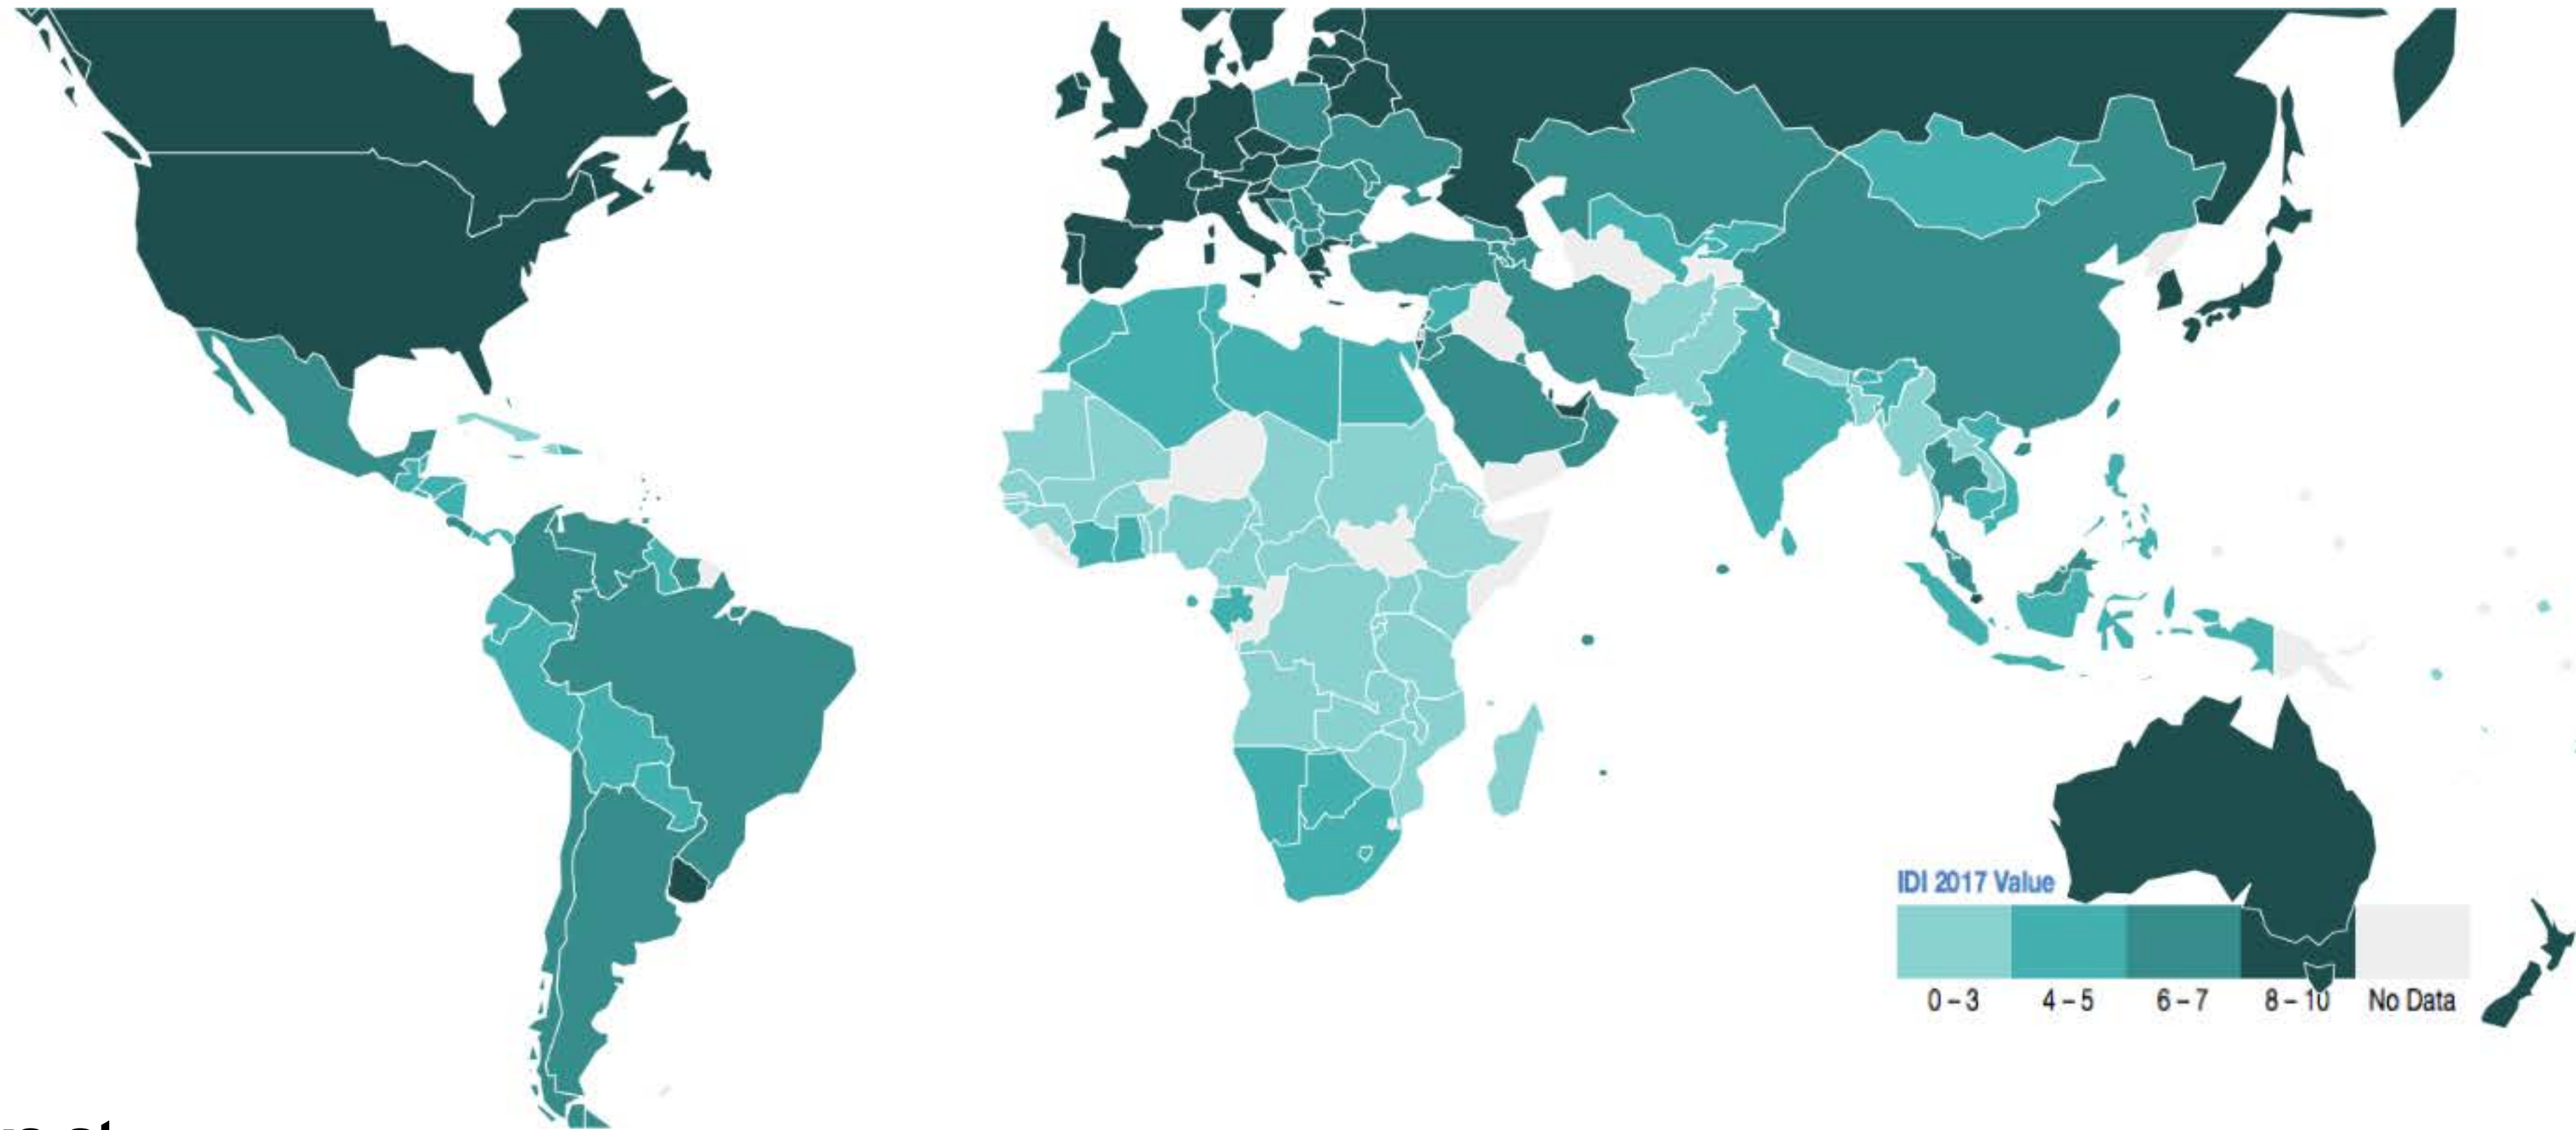 IDI 2017 Value
0 – 3 4 – 5 6 – 7 8 – 10 No Data